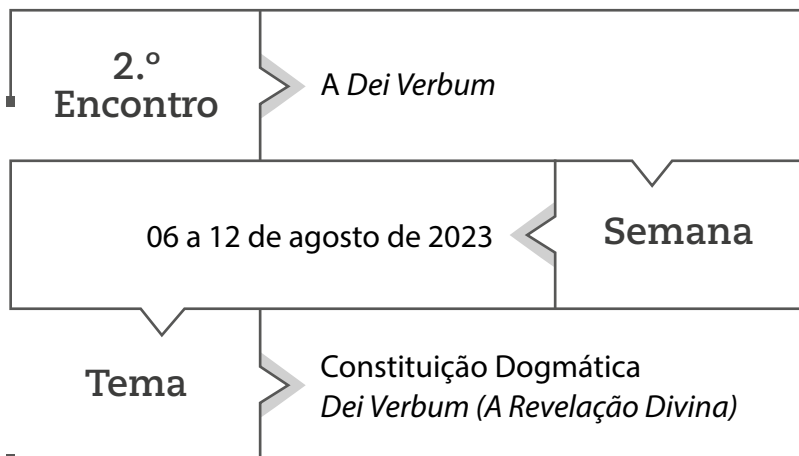 2.º
Encontro
A Dei Verbum
06 a 12 de agosto de 2023
Semana
Tema
Constituição Dogmática
Dei Verbum (A Revelação Divina)